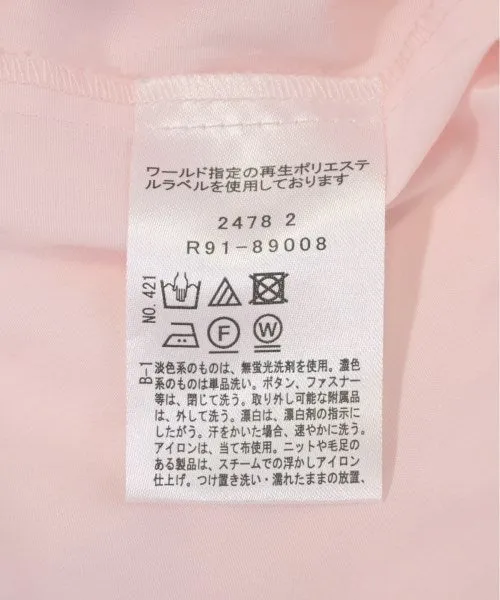 ワールド指定の再生ポリエステ
ルラベルを使用しております
2478 2
R91-89008
NO.421
F
W
B-1
淡色系のものは、無蛍光洗剤を使用。濃色
系のものは単品洗い。ボタン、ファスナー
等は、閉じて洗う。取り外し可能な附属品
は、外して洗う。漂白は、漂白剤の指示に
したがう。汗をかいた場合、速やかに洗う。
アイロンは、当て布使用。ニットや毛足の
ある製品は、スチームでの浮かしアイロン
仕上げ。つけ置き洗い・濡れたままの放置、